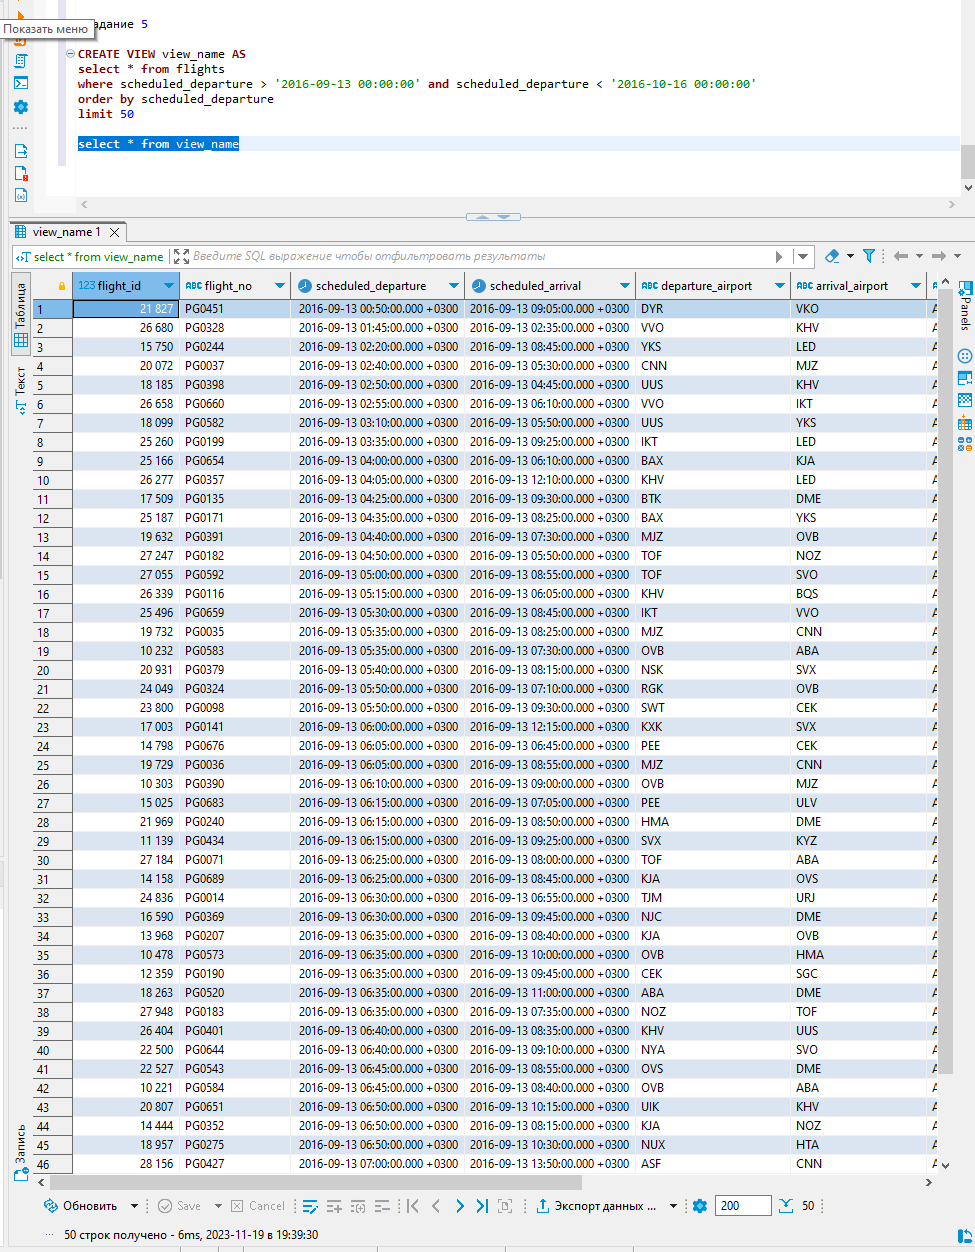 адание 5
Показать меню
CREATE VIEW view_name AS
select * from flights
where scheduled_departure > '2016-09-13 00:00:00' and scheduled_departure < '2016-10-16 00:00:00'
order by scheduled_departure
limit 50
select * from view_name
view_name 1
select * from view_name Введите SQL выражение чтобы отфильтровать результаты
Таблица
Текст
Запись
Panels
123 flight_id ABC flight_no scheduled_departure scheduled_arrival ABC departure_airport ABC arrival_airport
1 21 827 PG0451 2016-09-13 00:50:00.000 +0300 2016-09-13 09:05:00.000 +0300 DYR VKO
2 26 680 PG0328 2016-09-13 01:45:00.000 +0300 2016-09-13 02:35:00.000 +0300 VVO KHV
3 15 750 PG0244 2016-09-13 02:20:00.000 +0300 2016-09-13 08:45:00.000 +0300 YKS LED
4 20 072 PG0037 2016-09-13 02:40:00.000 +0300 2016-09-13 05:30:00.000 +0300 CNN MJZ
5 18 185 PG0398 2016-09-13 02:50:00.000 +0300 2016-09-13 04:45:00.000 +0300 UUS KHV
6 26 658 PG0660 2016-09-13 02:55:00.000 +0300 2016-09-13 06:10:00.000 +0300 VVO IKT
7 18 099 PG0582 2016-09-13 03:10:00.000 +0300 2016-09-13 05:50:00.000 +0300 UUS YKS
8 25 260 PG0199 2016-09-13 03:35:00.000 +0300 2016-09-13 09:25:00.000 +0300 IKT LED
9 25 166 PG0654 2016-09-13 04:00:00.000 +0300 2016-09-13 06:10:00.000 +0300 BAX KJA
10 26 277 PG0357 2016-09-13 04:05:00.000 +0300 2016-09-13 12:10:00.000 +0300 KHV LED
11 17 509 PG0135 2016-09-13 04:25:00.000 +0300 2016-09-13 09:30:00.000 +0300 BTK DME
12 25 187 PG0171 2016-09-13 04:35:00.000 +0300 2016-09-13 08:25:00.000 +0300 BAX YKS
13 19 632 PG0391 2016-09-13 04:40:00.000 +0300 2016-09-13 07:30:00.000 +0300 MJZ OVB
14 27 247 PG0182 2016-09-13 04:50:00.000 +0300 2016-09-13 05:50:00.000 +0300 TOF NOZ
15 27 055 PG0592 2016-09-13 05:00:00.000 +0300 2016-09-13 08:55:00.000 +0300 TOF SVO
16 26 339 PG0116 2016-09-13 05:15:00.000 +0300 2016-09-13 06:05:00.000 +0300 KHV BQS
17 25 496 PG0659 2016-09-13 05:30:00.000 +0300 2016-09-13 08:45:00.000 +0300 IKT VVO
18 19 732 PG0035 2016-09-13 05:35:00.000 +0300 2016-09-13 08:25:00.000 +0300 MJZ CNN
19 10 232 PG0583 2016-09-13 05:35:00.000 +0300 2016-09-13 07:30:00.000 +0300 OVB ABA
20 20 931 PG0379 2016-09-13 05:40:00.000 +0300 2016-09-13 08:15:00.000 +0300 NSK SVX
21 24 049 PG0324 2016-09-13 05:50:00.000 +0300 2016-09-13 07:10:00.000 +0300 RGK OVB
22 23 800 PG0098 2016-09-13 05:50:00.000 +0300 2016-09-13 09:30:00.000 +0300 SWT CEK
23 17 003 PG0141 2016-09-13 06:00:00.000 +0300 2016-09-13 12:15:00.000 +0300 KXK SVX
24 14 798 PG0676 2016-09-13 06:05:00.000 +0300 2016-09-13 06:45:00.000 +0300 PEE CEK
25 19 729 PG0036 2016-09-13 06:05:00.000 +0300 2016-09-13 08:55:00.000 +0300 MJZ CNN
26 10 303 PG0390 2016-09-13 06:10:00.000 +0300 2016-09-13 09:00:00.000 +0300 OVB MJZ
27 15 025 PG0683 2016-09-13 06:15:00.000 +0300 2016-09-13 07:05:00.000 +0300 PEE ULV
28 21 969 PG0240 2016-09-13 06:15:00.000 +0300 2016-09-13 08:50:00.000 +0300 HMA DME
29 11 139 PG0434 2016-09-13 06:15:00.000 +0300 2016-09-13 09:25:00.000 +0300 SVX KYZ
30 27 184 PG0071 2016-09-13 06:25:00.000 +0300 2016-09-13 08:00:00.000 +0300 TOF ABA
31 14 158 PG0689 2016-09-13 06:25:00.000 +0300 2016-09-13 08:45:00.000 +0300 KJA OVS
32 24 836 PG0014 2016-09-13 06:30:00.000 +0300 2016-09-13 06:55:00.000 +0300 TJM URJ
33 16 590 PG0369 2016-09-13 06:30:00.000 +0300 2016-09-13 09:45:00.000 +0300 NJC DME
34 13 968 PG0207 2016-09-13 06:35:00.000 +0300 2016-09-13 08:40:00.000 +0300 KJA OVB
35 10 478 PG0573 2016-09-13 06:35:00.000 +0300 2016-09-13 10:00:00.000 +0300 OVB HMA
36 12 359 PG0190 2016-09-13 06:35:00.000 +0300 2016-09-13 09:45:00.000 +0300 CEK SGC
37 18 263 PG0520 2016-09-13 06:35:00.000 +0300 2016-09-13 11:00:00.000 +0300 ABA DME
38 27 948 PG0183 2016-09-13 06:35:00.000 +0300 2016-09-13 07:35:00.000 +0300 NOZ TOF
39 26 404 PG0401 2016-09-13 06:40:00.000 +0300 2016-09-13 08:35:00.000 +0300 KHV UUS
40 22 500 PG0644 2016-09-13 06:40:00.000 +0300 2016-09-13 09:10:00.000 +0300 NYA SVO
41 22 527 PG0543 2016-09-13 06:45:00.000 +0300 2016-09-13 08:55:00.000 +0300 OVS DME
42 10 221 PG0584 2016-09-13 06:45:00.000 +0300 2016-09-13 08:40:00.000 +0300 OVB ABA
43 20 807 PG0651 2016-09-13 06:50:00.000 +0300 2016-09-13 10:15:00.000 +0300 UIK KHV
44 14 444 PG0352 2016-09-13 06:50:00.000 +0300 2016-09-13 08:15:00.000 +0300 KJA NOZ
45 18 957 PG0275 2016-09-13 06:50:00.000 +0300 2016-09-13 10:30:00.000 +0300 NUX HTA
46 28 156 PG0427 2016-09-13 07:00:00.000 +0300 2016-09-13 13:50:00.000 +0300 ASF CNN
Обновить Save Cancel Экспорт данных ... 200 50
50 строк получено - 6ms, 2023-11-19 в 19:39:30